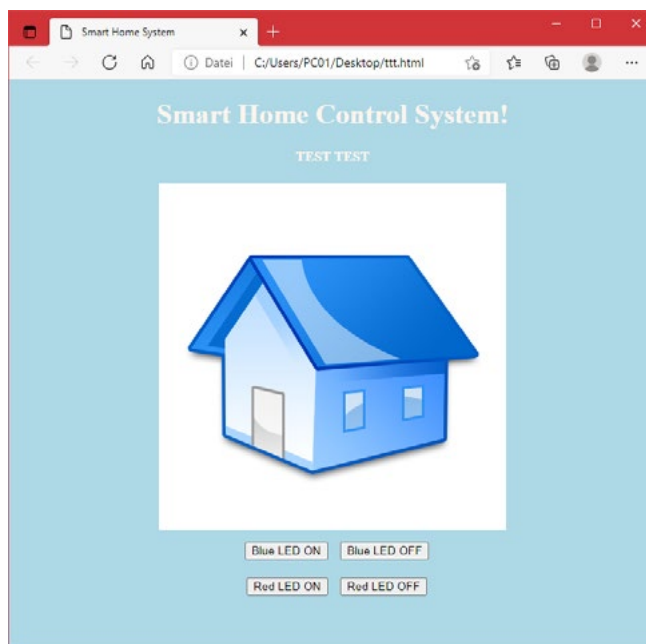 Smart Home System
Datei | C:/Users/PC01/Desktop/ttt.html
Smart Home Control System!
TEST TEST
Blue LED ON Blue LED OFF
Red LED ON Red LED OFF